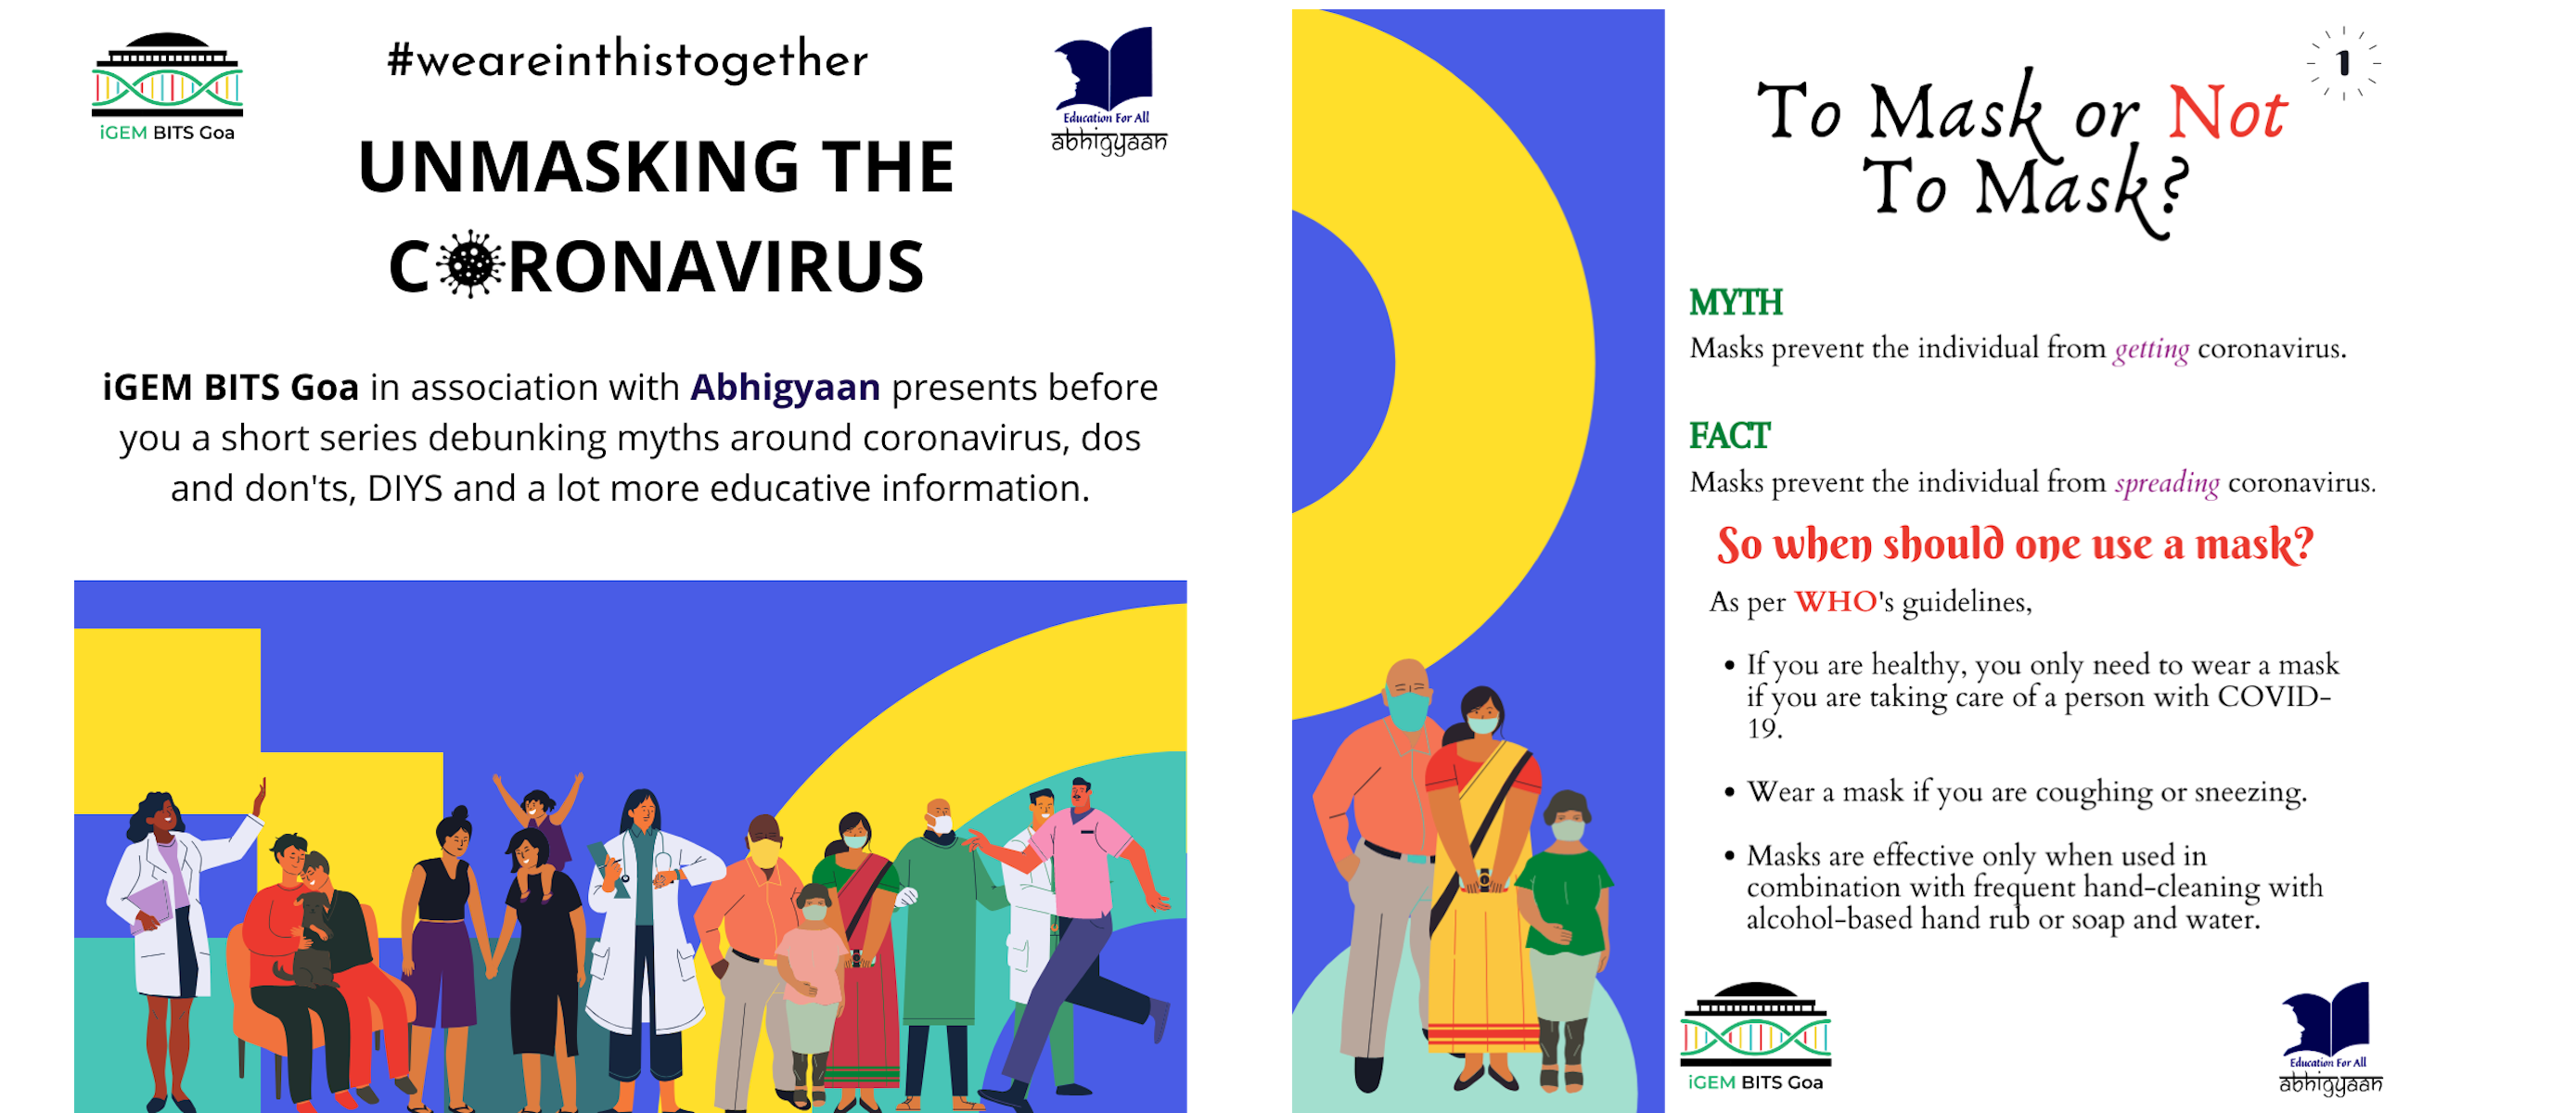 #weareinthistogether
iGEM BITS Goa
Education For All
abhigyaan
UNMASKING THE
CORONAVIRUS
iGEM BITS Goa in association with Abhigyaan presents before
you a short series debunking myths around coronavirus, dos
and don'ts, DIYS and a lot more educative information.
1
To Mask or Not
To Mask?
MYTH
Masks prevent the individual from getting coronavirus.
FACT
Masks prevent the individual from spreading coronavirus.
So when should one use a mask?
As per WHO's guidelines,
• If you are healthy, you only need to wear a mask
if you are taking care of a person with COVID-
19.
• Wear a mask if you are coughing or sneezing.
• Masks are effective only when used in
combination with frequent hand-cleaning with
alcohol-based hand rub or soap and water.
iGEM BITS Goa
Education For All
abhigyaan